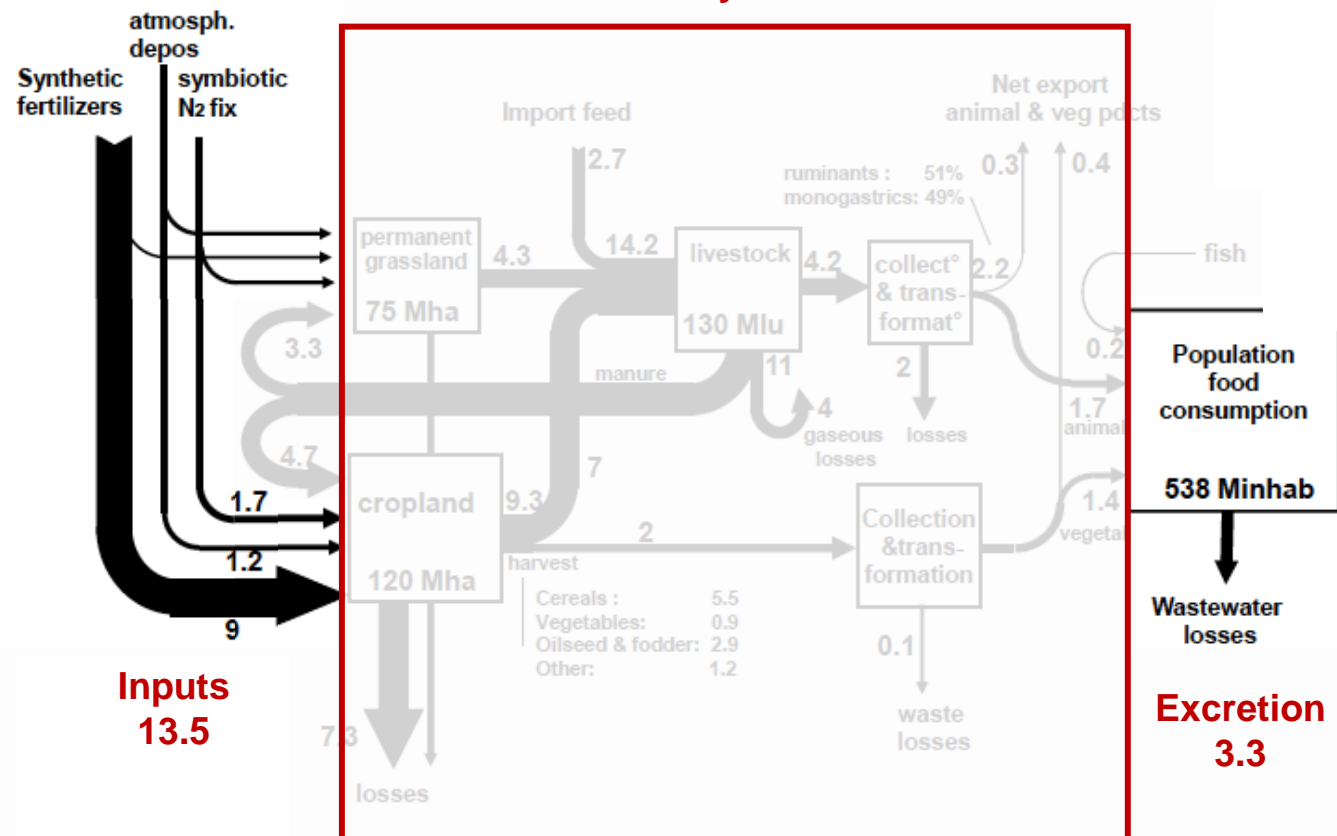 atmosph.
depos
Synthetic
fertilizers
symbiotic
N2 fix
Import feed
2.7
Net export
animal & veg pdcts
0.3
0.4
ruminants : 51%
monogastrics: 49%
permanent
grassland
75 Mha
4.3
14.2
livestock
130 Mlu
4.2
collect°
& trans-
format°
2.2
fish
0.2
3.3
manure
11
4
gaseous
losses
2
losses
1.7
animal
Population
food
consumption
538 Minhab
4.7
7
1.7
cropland
120 Mha
9.3
2
harvest
Collection
&trans-
formation
1.4
vegetal
1.2
9
Cereals : 5.5
Vegetables: 0.9
Oilseed & fodder: 2.9
Other: 1.2
0.1
waste
losses
Wastewater
losses
Inputs
13.5
7.3
losses
Excretion
3.3